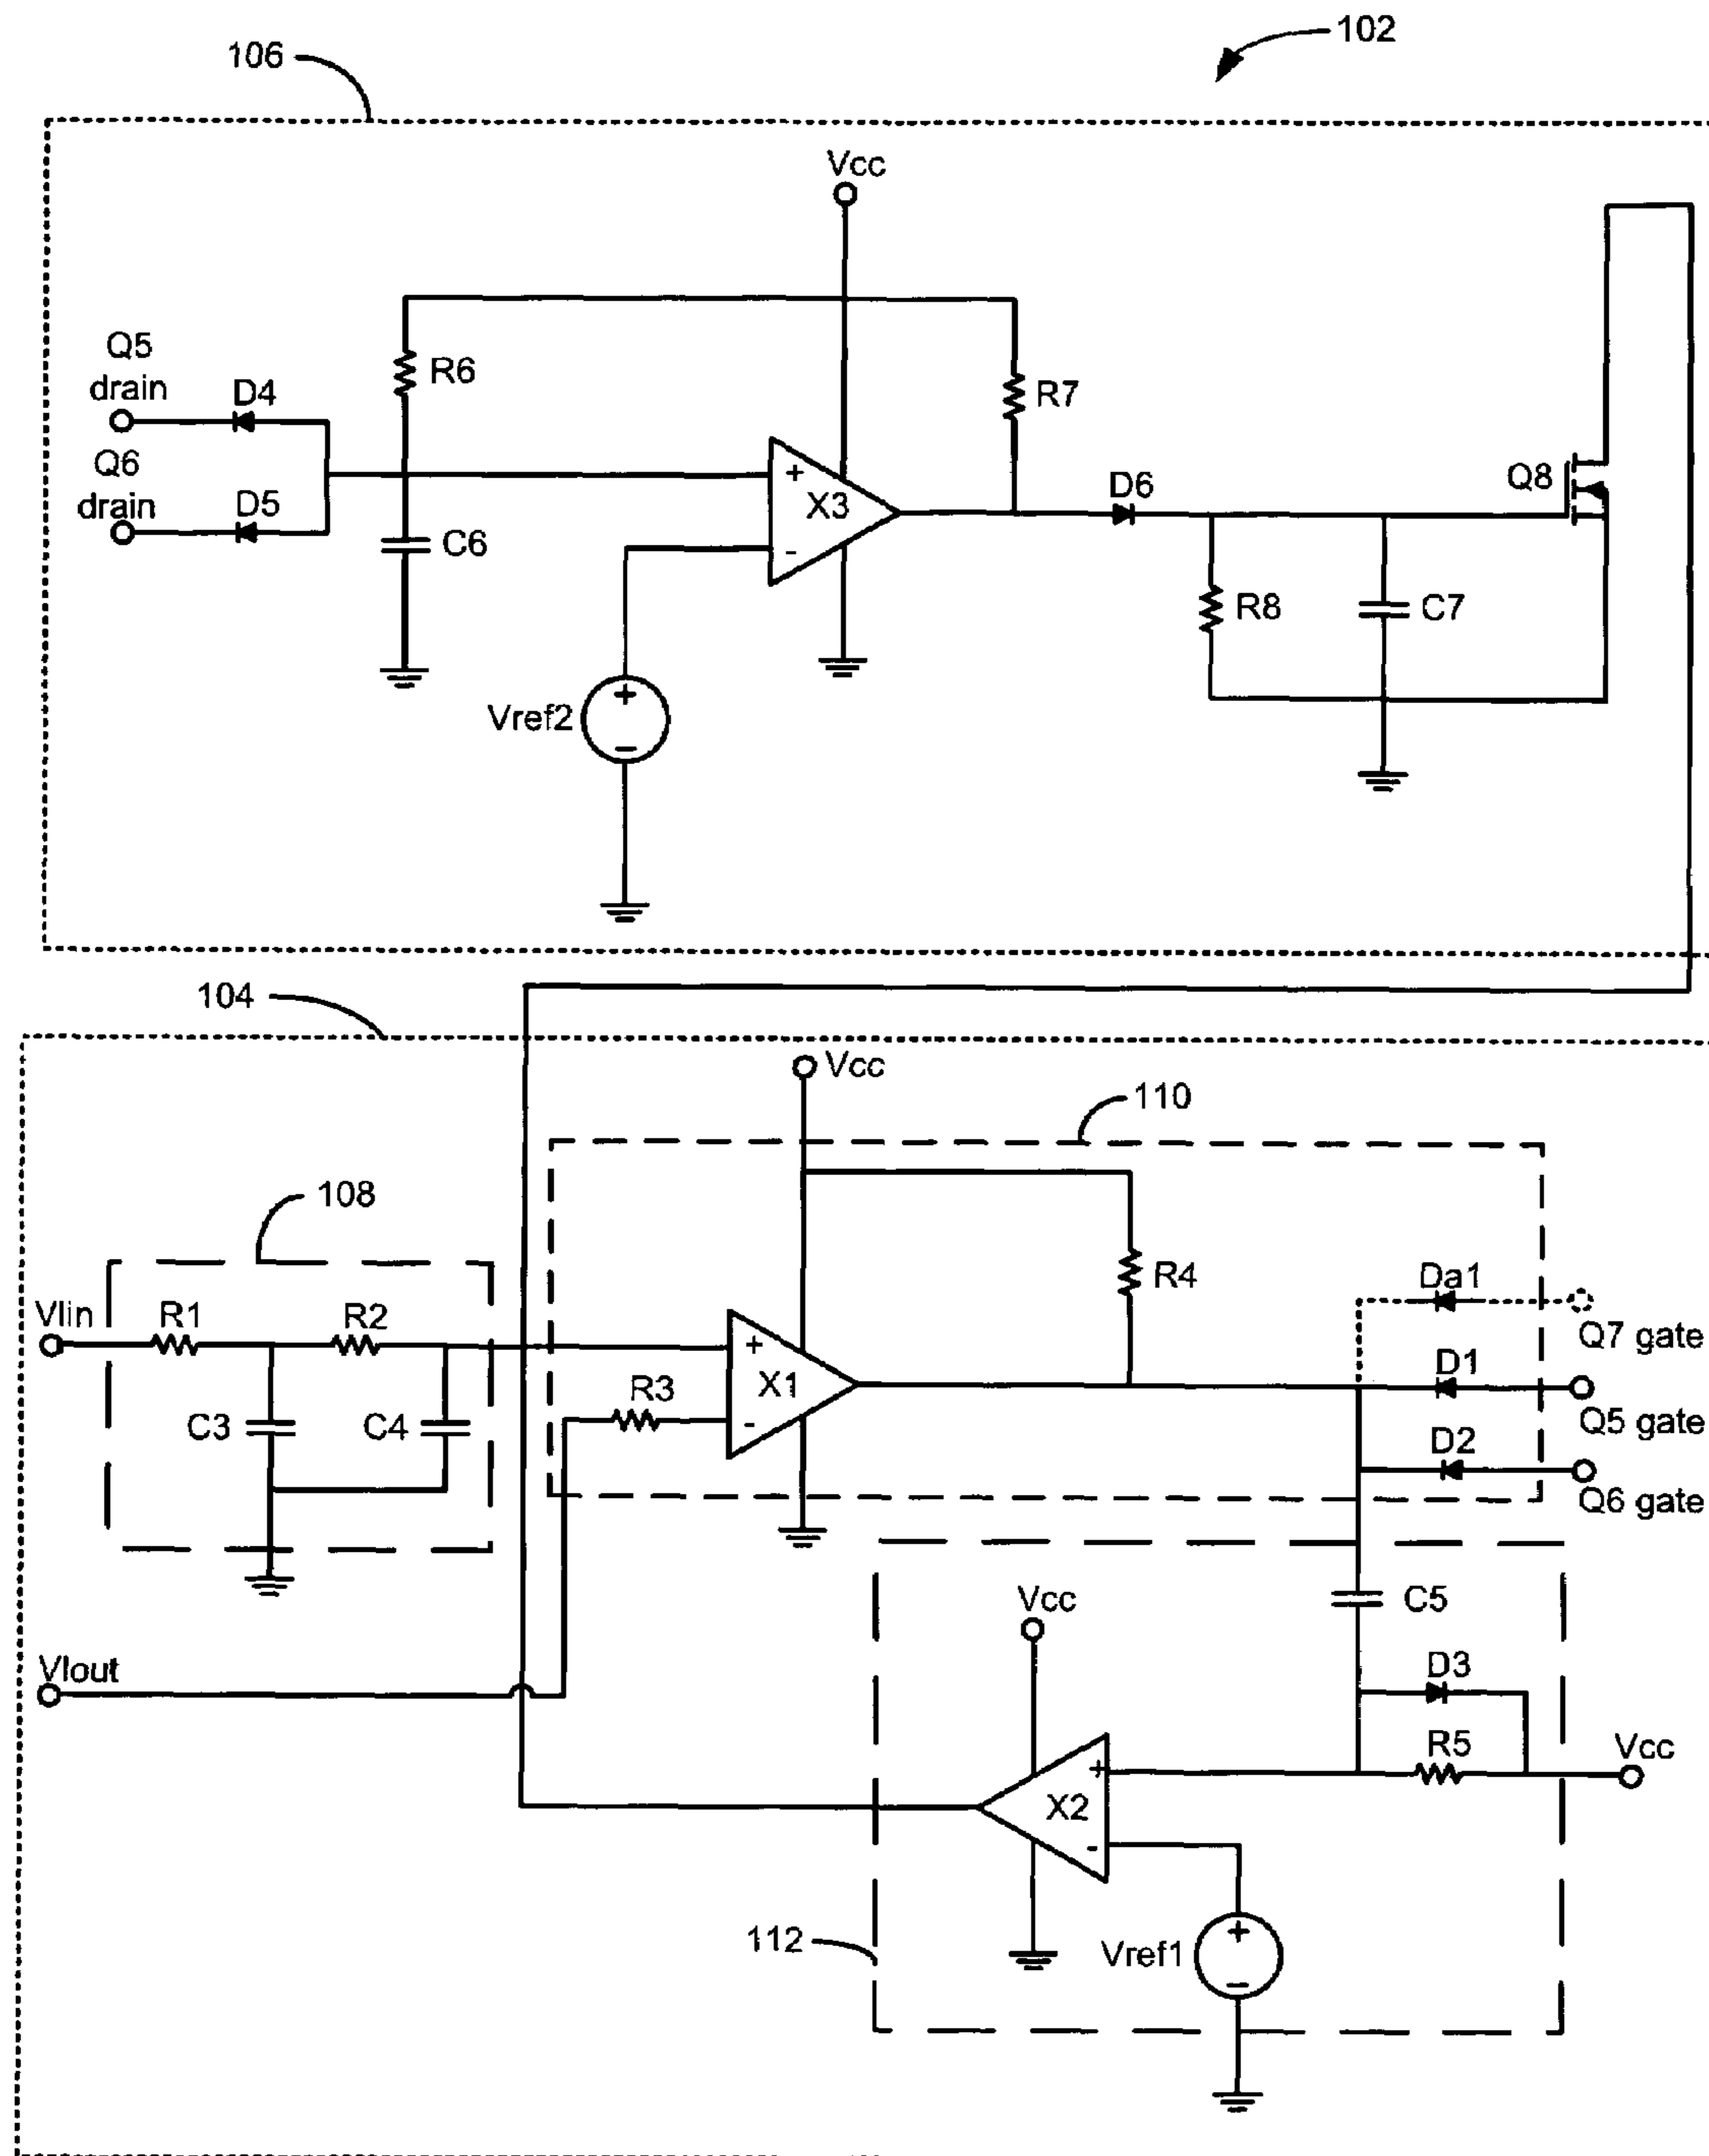 102
106
Vcc
Q5
drain
D4
R6
R7
Q6
drain
D5
+
X3
-
D6
Q8
C6
R8
C7
Vref2
+
-
104
Vcc
110
108
R4
Da1
Q7 gate
VIin
R1
R2
+
X1
-
D1
Q5 gate
R3
C3
C4
D2
Q6 gate
Vcc
C5
VIout
D3
R5
Vcc
+
X2
-
112
Vref1
+
-